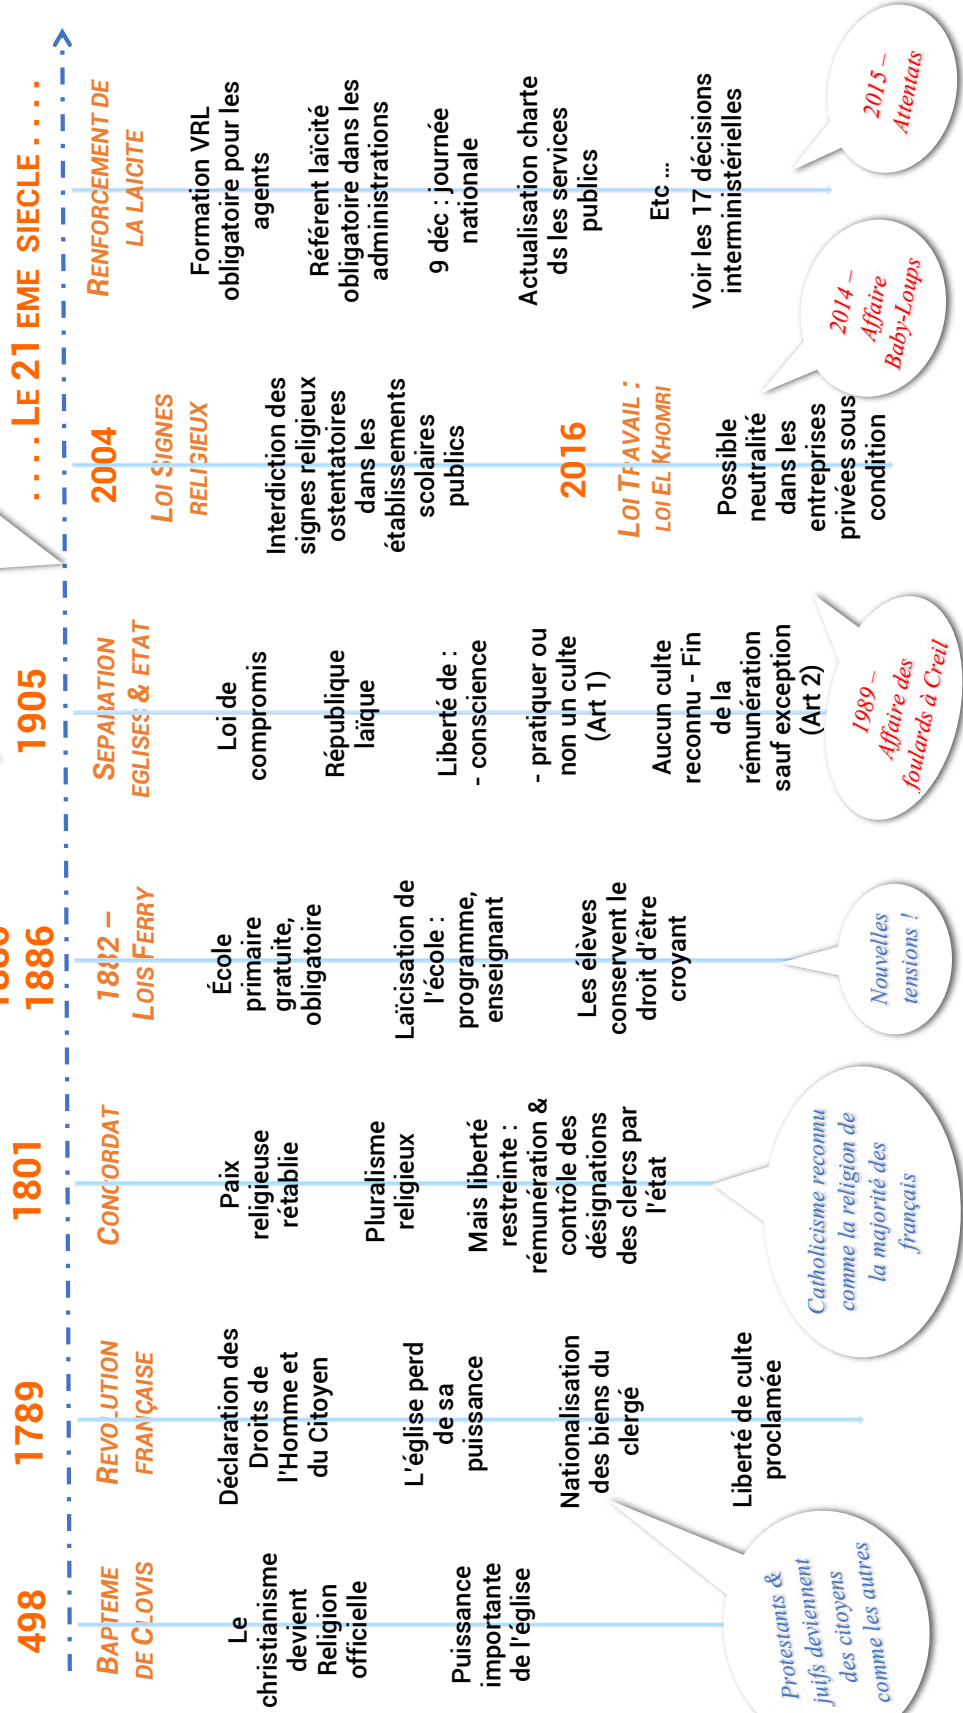 498
BAPTEME
DE CLOVIS
Le
christianisme
devient
Religion
officielle
Puissance
importante
de l'église
Protestants &
juifs deviennent
des citoyens
comme les autres
1789
REVOLUTION
FRANÇAISE
Déclaration des
Droits de
l'Homme et
du Citoyen
L'église perd
de sa
puissance
Nationalisation
des biens du
clergé
Liberté de culte
proclamée
1801
CONCORDAT
Paix
religieuse
rétablie
Pluralisme
religieux
Mais liberté
restreinte :
rémunération &
contrôle des
désignations
des clercs par
l'état
Catholicisme reconnu
comme la religion de
la majorité des
français
1886
1882 –
LOIS FERRY
École
primaire
gratuite,
obligatoire
Laïcisation de
l'école :
programme,
enseignant
Les élèves
conservent le
droit d'être
croyant
Nouvelles
tensions !
1905
SEPARATION
EGLISES & ETAT
Loi de
compromis
République
laïque
Liberté de :
- conscience
- pratiquer ou
non un culte
(Art 1)
Aucun culte
reconnu - Fin
de la
rémunération
sauf exception
(Art 2)
1989 –
Affaire des
foulards à Creil
....LE 21 EME SIECLE....
2004
LOI SIGNES
RELIGIEUX
Interdiction des
signes religieux
ostentatoires
dans les
établissements
scolaires
publics
2016
LOI TRAVAIL :
LOI EL KHOMRI
Possible
neutralité
dans les
entreprises
privées sous
condition
2014 –
Affaire
Baby-Loups
RENFORCEMENT DE
LA LAICITE
Formation VRL
obligatoire pour les
agents
Référent laïcité
obligatoire dans les
administrations
9 déc : journée
nationale
Actualisation charte
ds les services
publics
Etc ...
Voir les 17 décisions
interministérielles
2015 –
Attentats